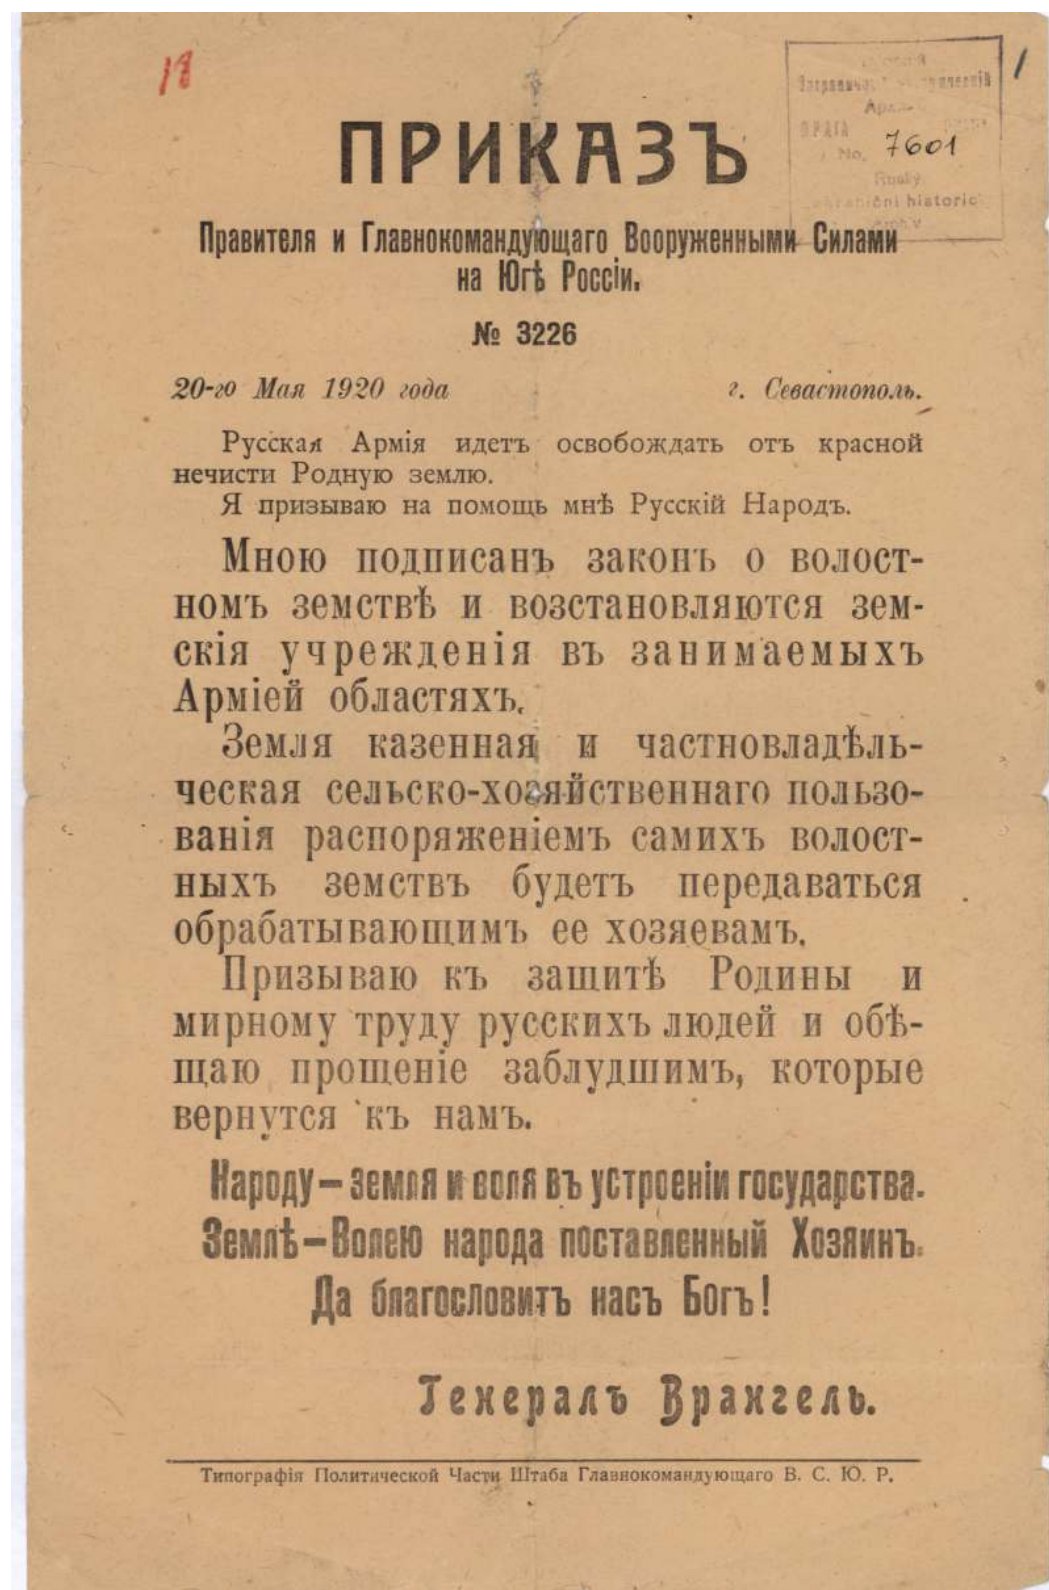 18
1
7601
No.
ПРИКАЗЪ
Правителя и Главнокомандующаго Вооруженными Силами
на Югѣ Россіи.
№ 3226
20-го Мая 1920 года г. Севастополь.
Русская Армія идетъ освобождать отъ красной
нечисти Родную землю.
Я призываю на помощь мнѣ Русскій Народъ.
Мною подписанъ законъ о волост-
номъ земствѣ и возстановляются зем-
скія учрежденія въ занимаемыхъ
Арміей областяхъ.
Земля казенная и частновладѣль-
ческая сельско-хозяйственнаго пользо-
ванія распоряженіемъ самихъ волост-
ныхъ земствъ будетъ передаваться
обрабатывающимъ ее хозяевамъ.
Призываю къ защитѣ Родины и
мирному труду русскихъ людей и обѣ-
щаю прощеніе заблудшимъ, которые
вернутся къ намъ.
Народу — земля и воля въ устроеніи государства.
Землѣ — Волею народа поставленный Хозяинъ.
Да благословитъ насъ Богъ!
Генералъ Врангель.
Типографія Политической Части Штаба Главнокомандующаго В. С. Ю. Р.